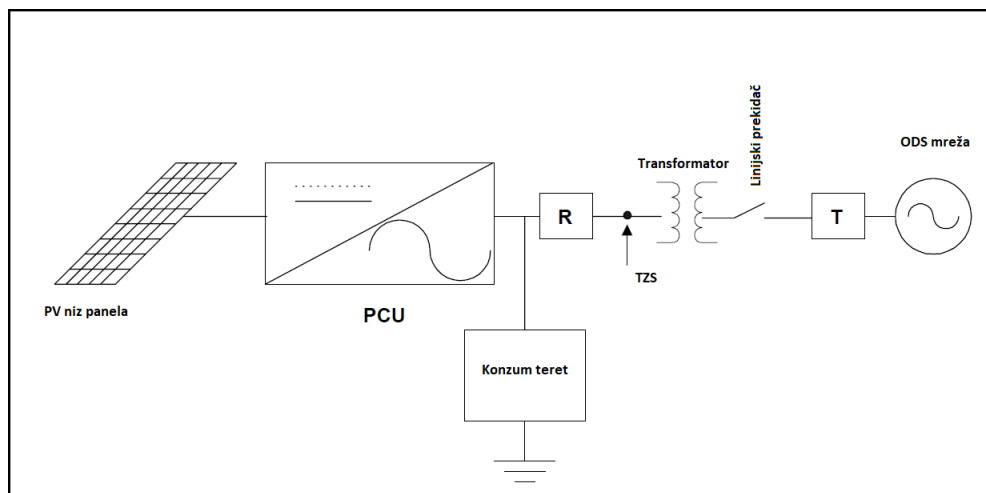 PV niz panela
PCU
Konzum teret
R
TZS
Transformator
Linijski prekidač
T
ODS mreža